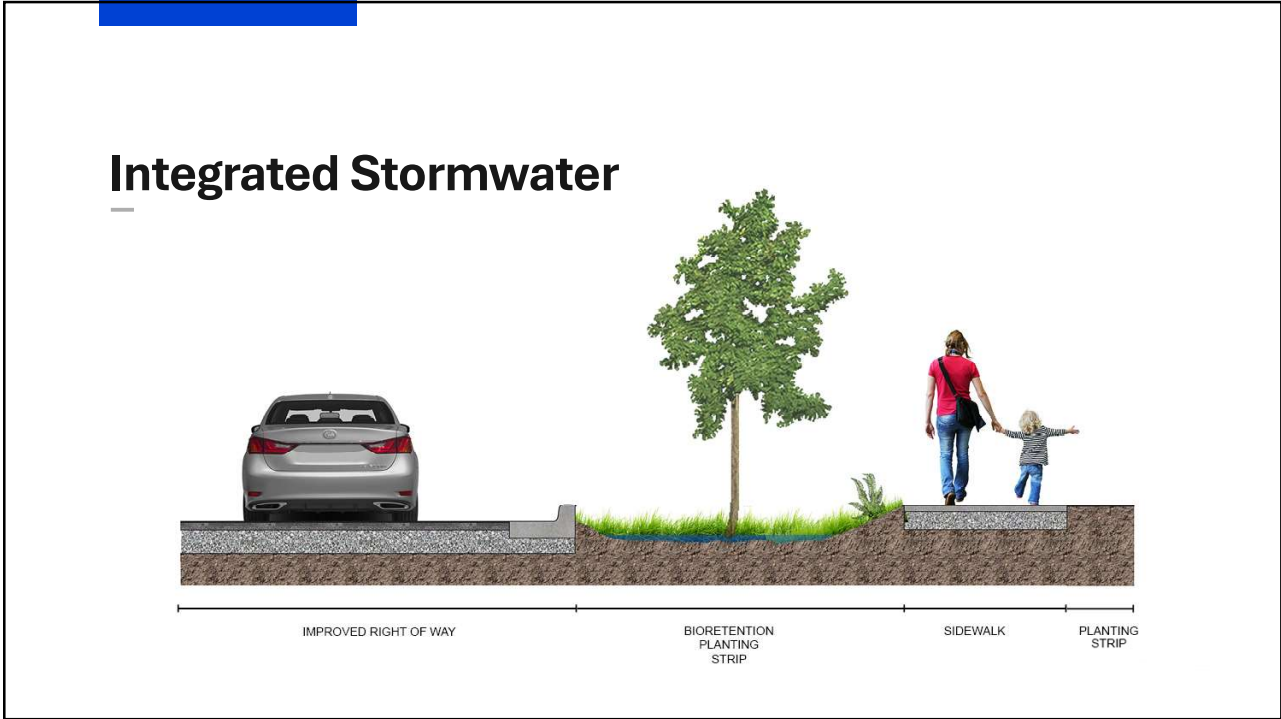 Integrated Stormwater
IMPROVED RIGHT OF WAY
BIORETENTION
PLANTING
STRIP
SIDEWALK
PLANTING
STRIP